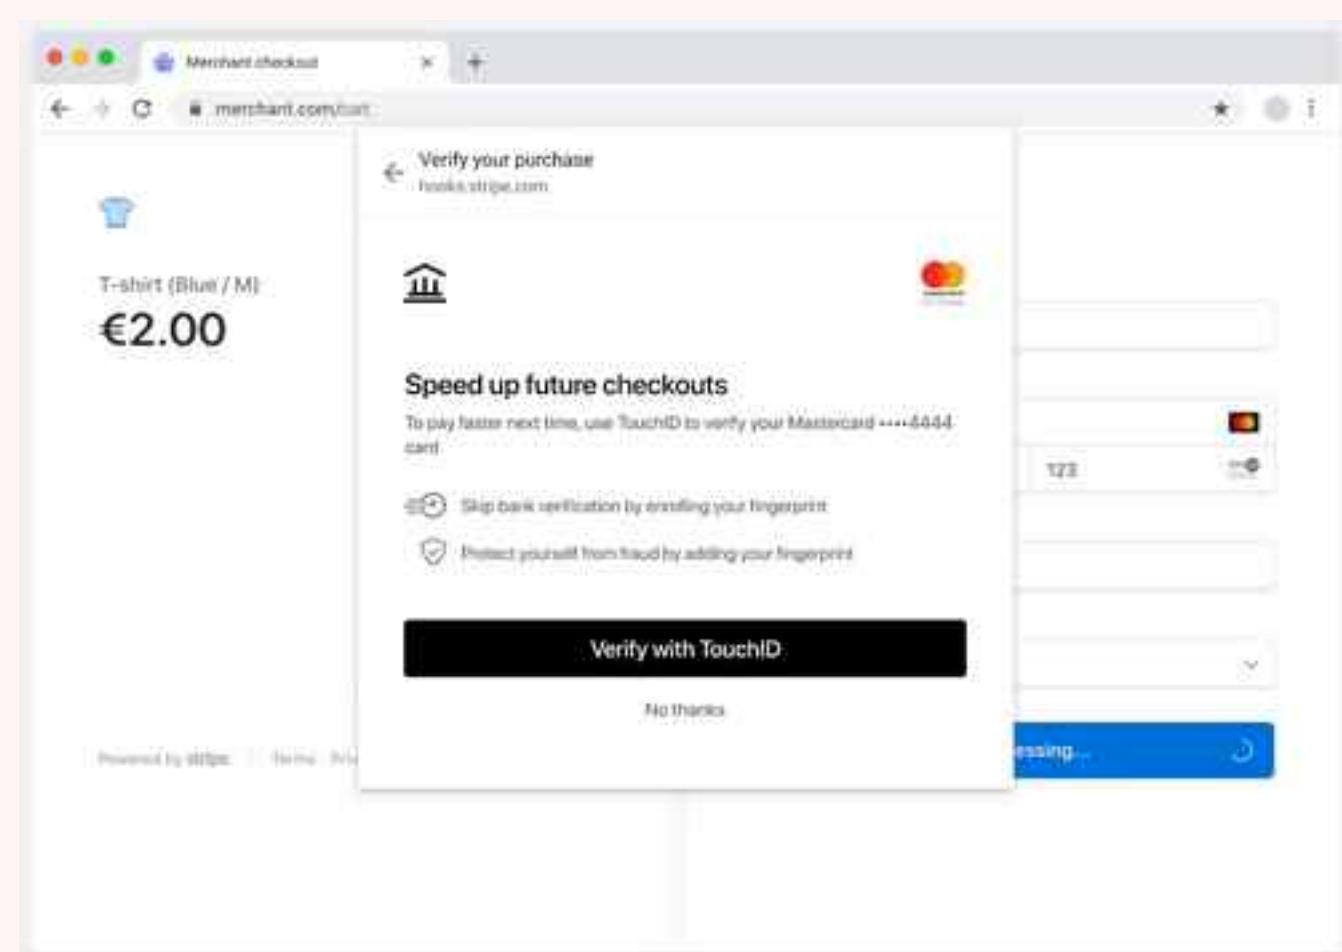 Merchant checkout
merchant.com/cart
Verify your purchase
hooks.stripe.com
T-shirt (Blue / M)
€2.00
Speed up future checkouts
To pay faster next time, use TouchID to verify your Mastercard ••••4444
card
Skip bank verification by enrolling your fingerprint
Protect yourself from fraud by adding your fingerprint
Verify with TouchID
No thanks
123
essing...
Powered by stripe Terms